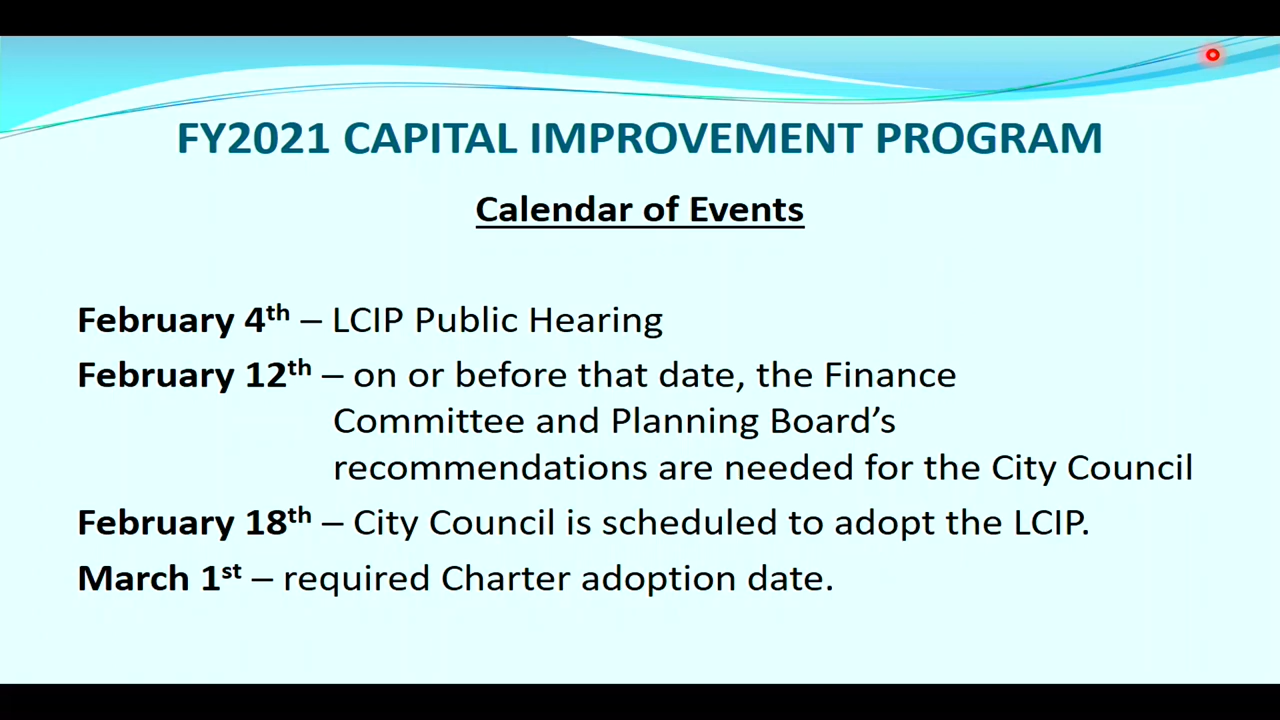 FY2021 CAPITAL IMPROVEMENT PROGRAM
Calendar of Events
February 4th – LCIP Public Hearing
February 12th – on or before that date, the Finance
Committee and Planning Board’s
recommendations are needed for the City Council
February 18th – City Council is scheduled to adopt the LCIP.
March 1st – required Charter adoption date.